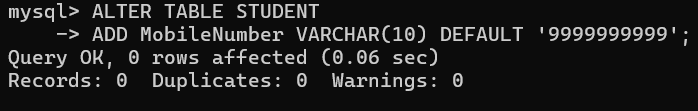 mysql> ALTER TABLE STUDENT
    -> ADD MobileNumber VARCHAR(10) DEFAULT '9999999999';
Query OK, 0 rows affected (0.06 sec)
Records: 0  Duplicates: 0  Warnings: 0